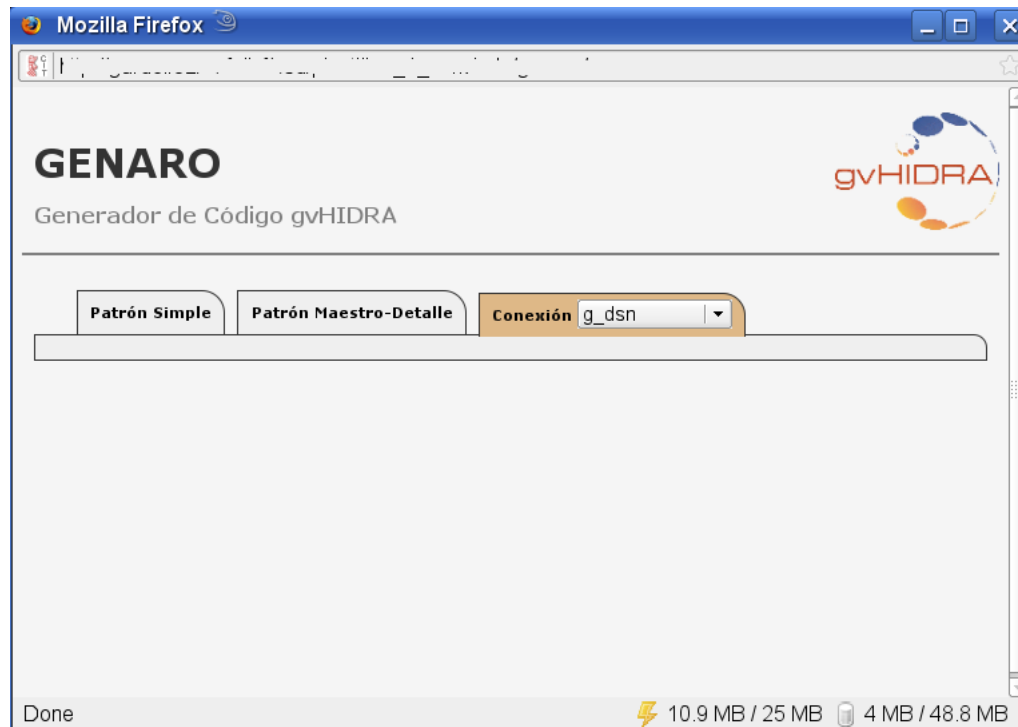 Mozilla Firefox
GENARO
gvHIDRA
Generador de Código gvHIDRA
Patrón Simple Patrón Maestro-Detalle Conexión g_dsn
Done 10.9 MB / 25 MB 4 MB / 48.8 MB